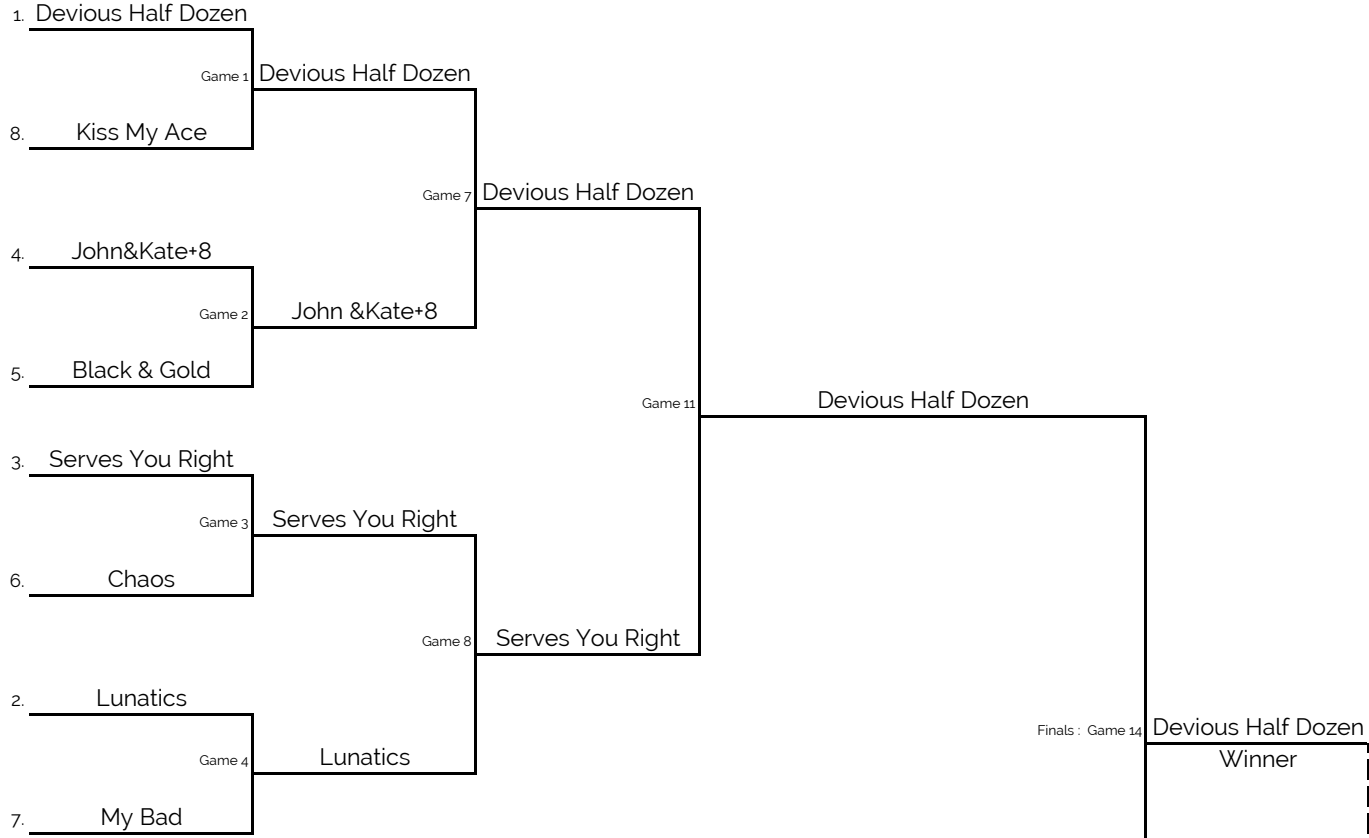 1. Devious Half Dozen
Game 1 Devious Half Dozen
8. Kiss My Ace
Game 7 Devious Half Dozen
4. John&Kate+8
Game 2 John &Kate+8
5. Black & Gold
Game 11 Devious Half Dozen
3. Serves You Right
Game 3 Serves You Right
6. Chaos
Game 8 Serves You Right
2. Lunatics
Finals : Game 14 Devious Half Dozen
Winner
Game 4 Lunatics
7. My Bad